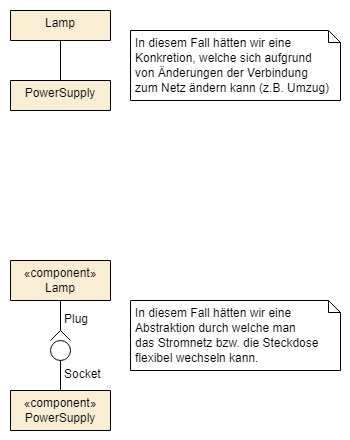 Lamp
In diesem Fall hätten wir eine
Konkretion, welche sich aufgrund
von Änderungen der Verbindung
zum Netz ändern kann (z.B. Umzug)
PowerSupply
«component»
Lamp
Plug
In diesem Fall hätten wir eine
Abstraktion durch welche man
das Stromnetz bzw. die Steckdose
flexibel wechseln kann.
Socket
«component»
PowerSupply